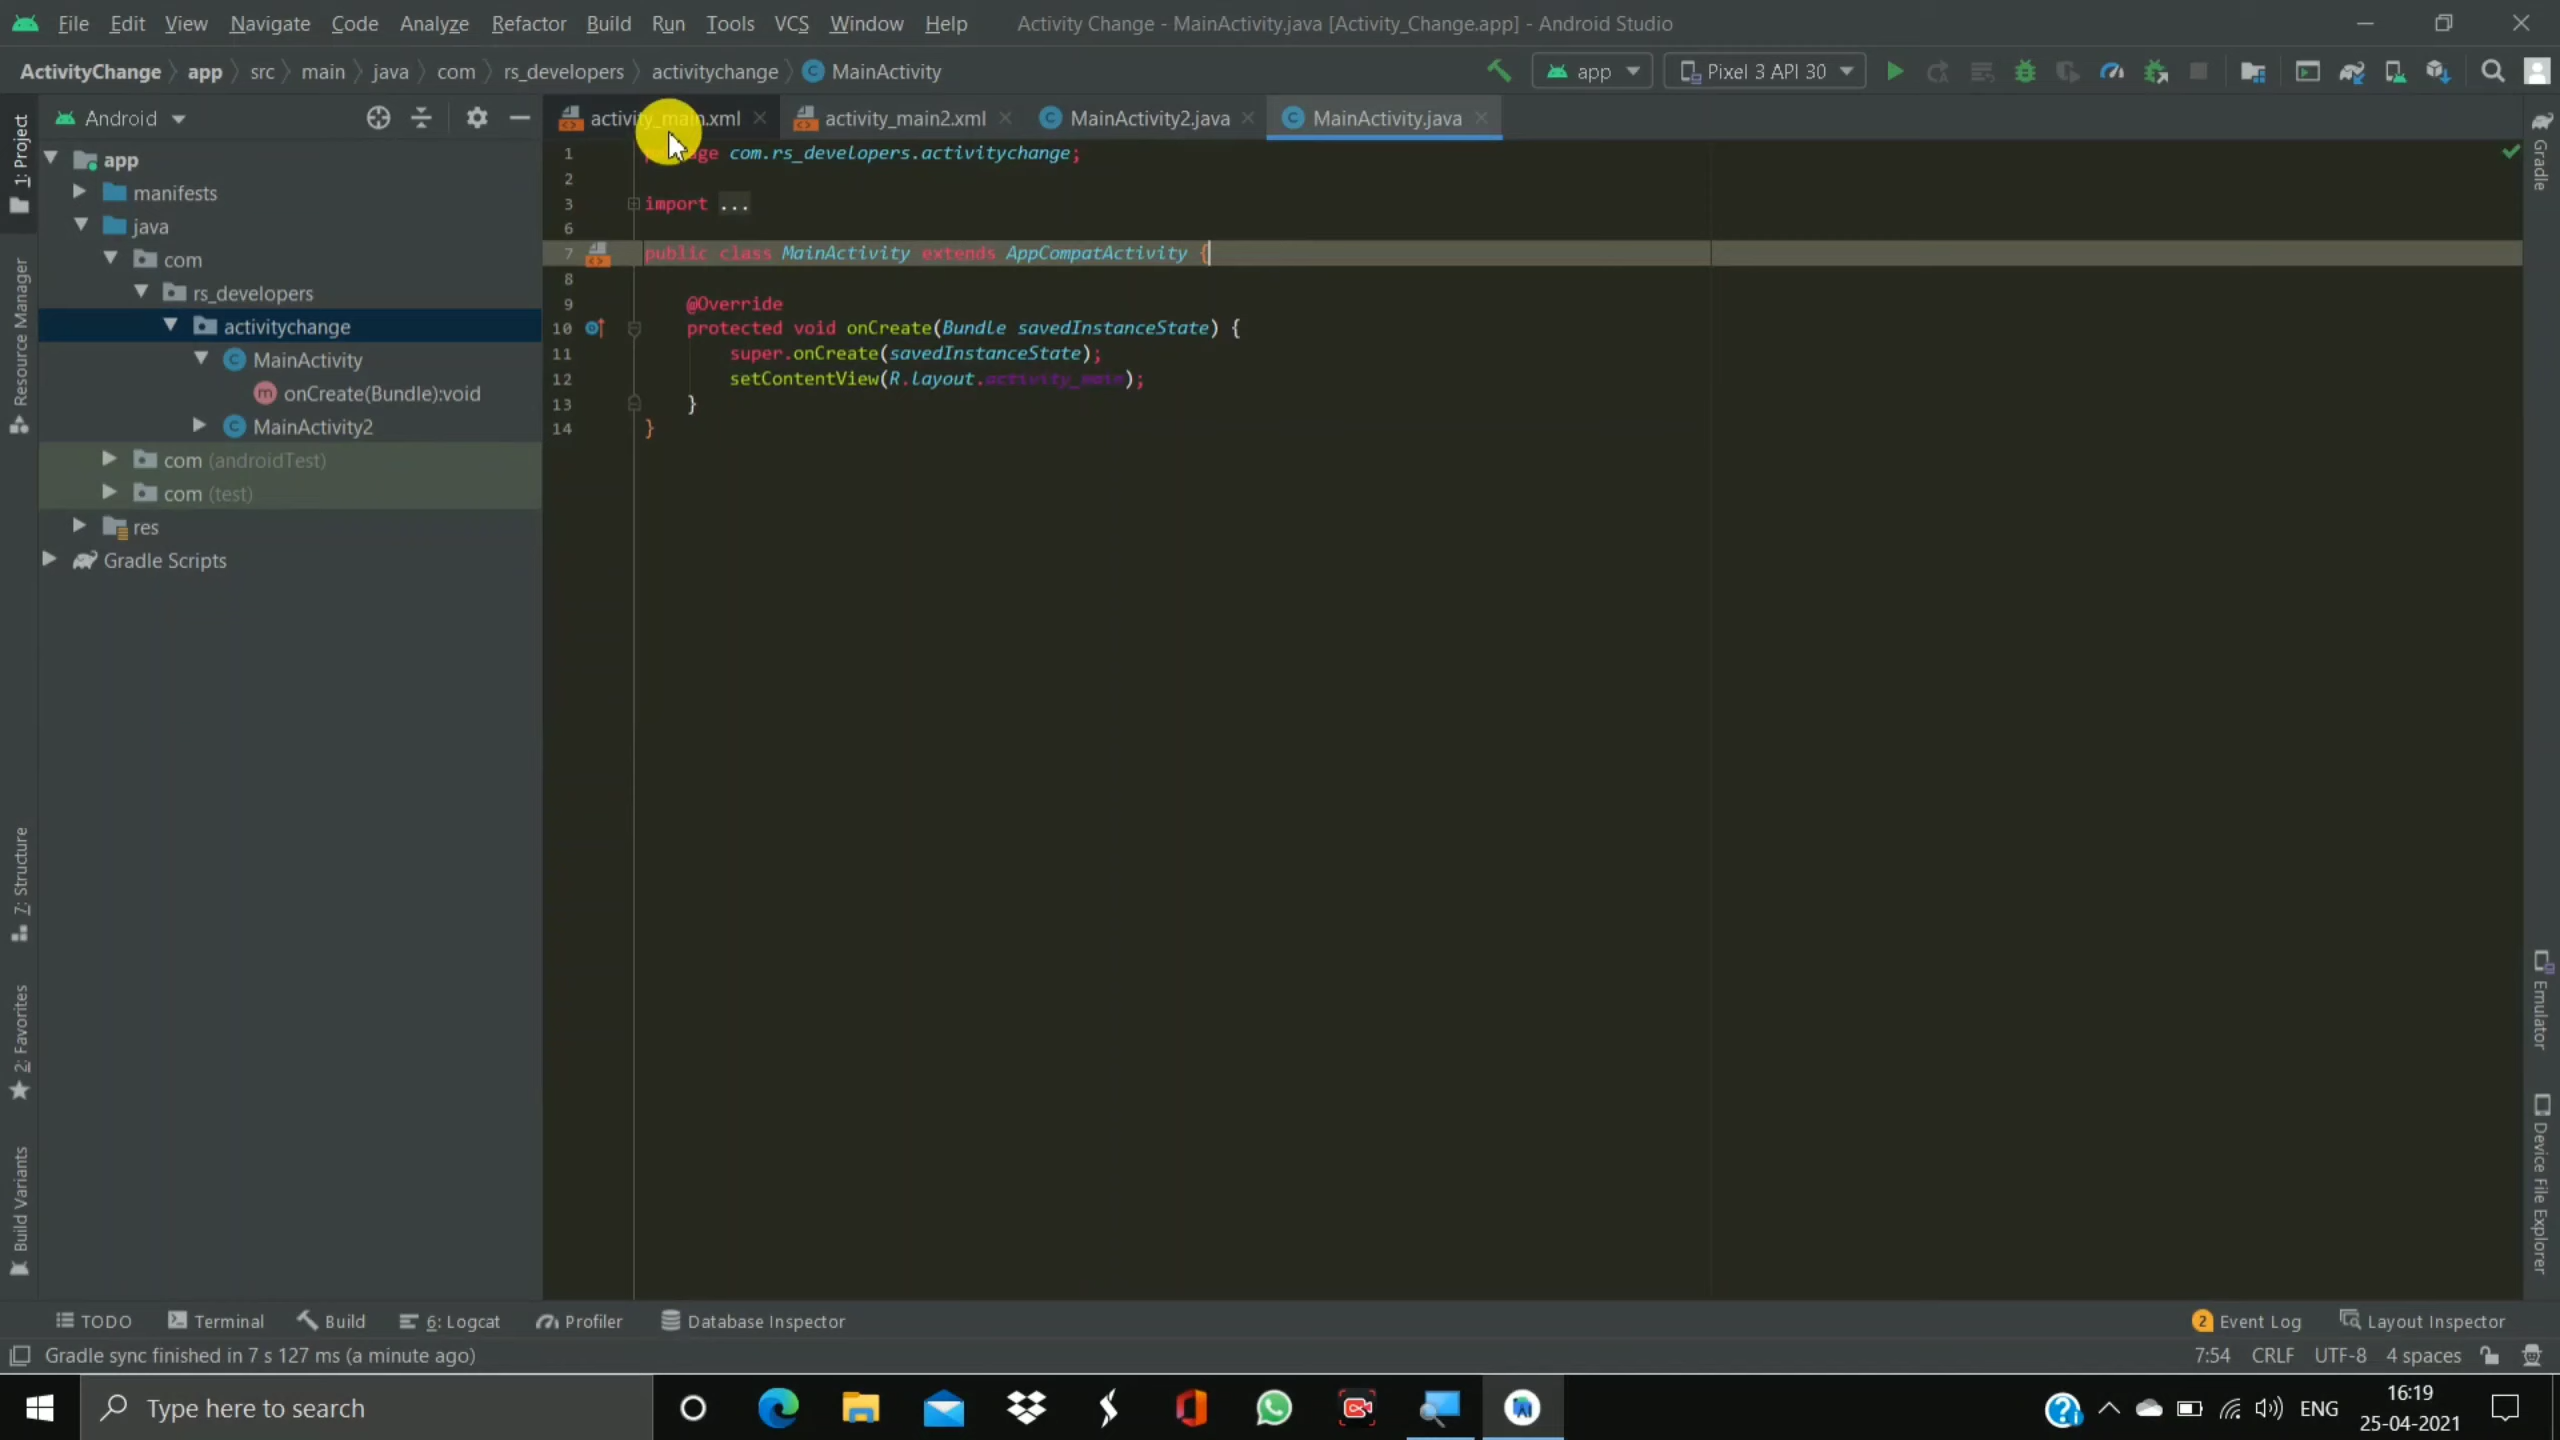 File Edit View Navigate Code Analyze Refactor Build Run Tools VCS Window Help Activity Change - MainActivity.java [Activity_Change.app] - Android Studio
ActivityChange app src main java com rs_developers activitychange MainActivity app Pixel 3 API 30
Android
activity_main.xml activity_main2.xml MainActivity2.java MainActivity.java
1: Project
Resource Manager
7: Structure
2: Favorites
Build Variants
app
manifests
java
com
rs_developers
activitychange
MainActivity
onCreate(Bundle):void
MainActivity2
com (androidTest)
com (test)
res
Gradle Scripts
1 com.rs_developers.activitychange;
2
3 import ...
6
7 public class MainActivity extends AppCompatActivity {
8
9 @Override
10 protected void onCreate(Bundle savedInstanceState) {
11 super.onCreate(savedInstanceState);
12 setContentView(R.layout.activity_main);
13 }
14 }
Gradle
Emulator
Device File Explorer
TODO Terminal Build 6: Logcat Profiler Database Inspector 2 Event Log Layout Inspector
Gradle sync finished in 7 s 127 ms (a minute ago) 7:54 CRLF UTF-8 4 spaces
Type here to search ENG 16:19
25-04-2021